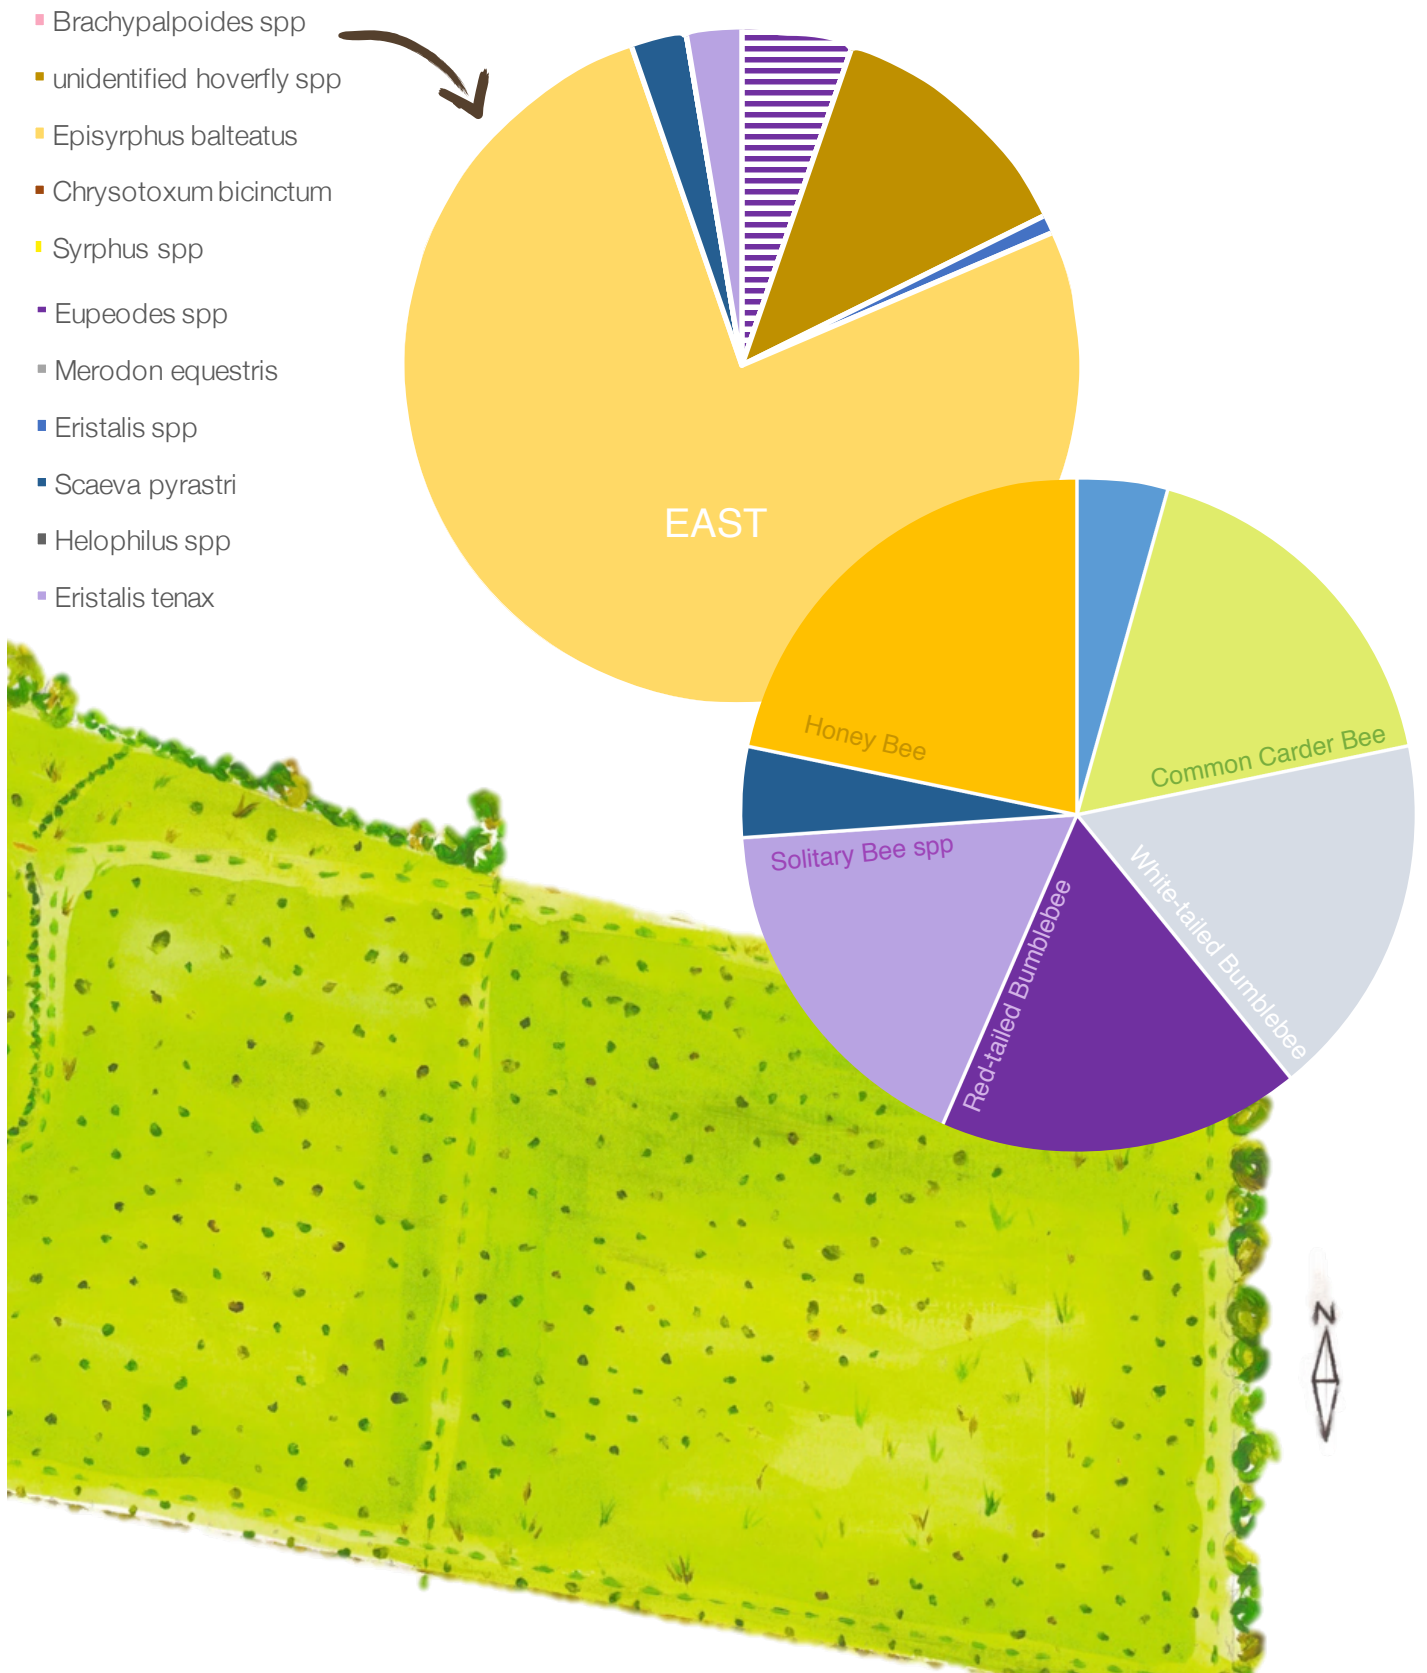 Brachypalpoides spp
unidentified hoverfly spp
Episyrphus balteatus
Chrysotoxum bicinctum
Syrphus spp
Eupeodes spp
Merodon equestris
Eristalis spp
Scaeva pyrastri
Helophilus spp
Eristalis tenax
EAST
Honey Bee
Common Carder Bee
Solitary Bee spp
White-tailed Bumblebee
Red-tailed Bumblebee
N